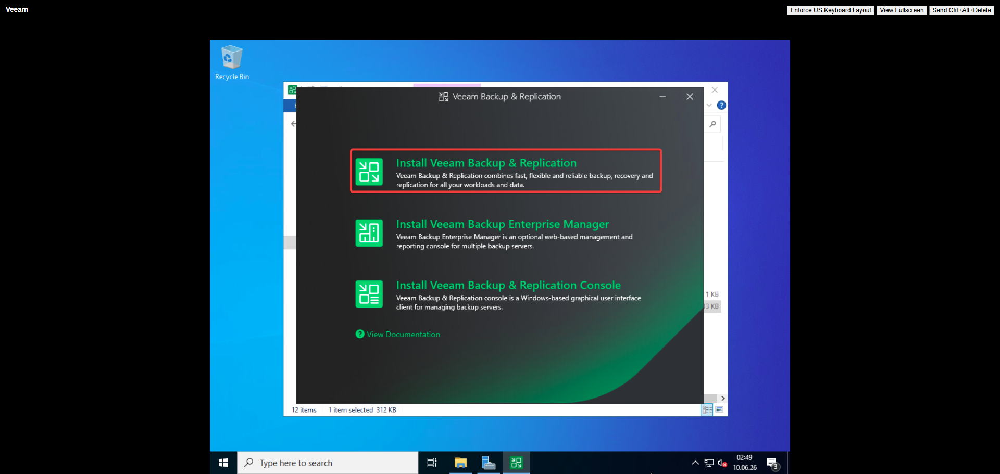 Veeam
Enforce US Keyboard Layout
View Fullscreen
Send Ctrl+Alt+Delete
Recycle Bin
Veeam Backup & Replication
Install Veeam Backup & Replication
Veeam Backup & Replication combines fast, flexible and reliable backup, recovery and
replication for all your workloads and data.
Install Veeam Backup Enterprise Manager
Veeam Backup Enterprise Manager is an optional web-based management and
reporting console for multiple backup servers.
Install Veeam Backup & Replication Console
Veeam Backup & Replication console is a Windows-based graphical user interface
client for managing backup servers.
1 KB
13 KB
? View Documentation
12 items 1 item selected 312 KB
Type here to search
02:49
10.06.26
3